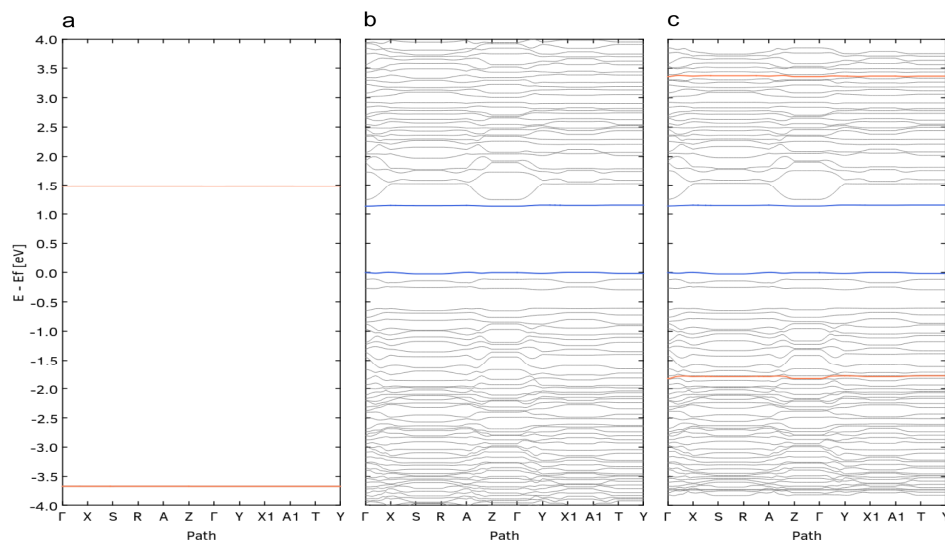 a
b
c
E - Ef [eV]
4.0
3.5
3.0
2.5
2.0
1.5
1.0
0.5
0.0
-0.5
-1.0
-1.5
-2.0
-2.5
-3.0
-3.5
-4.0
Γ X S R A Z Γ Y X1 A1 T Y
Γ X S R A Z Γ Y X1 A1 T Y
Γ X S R A Z Γ Y X1 A1 T Y
Path
Path
Path